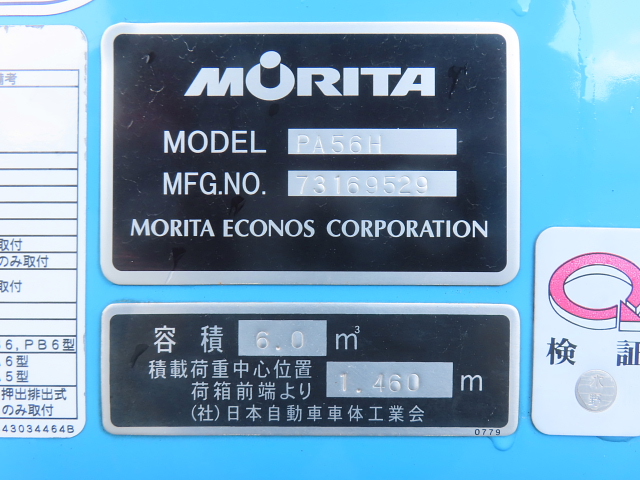 備考
取付
のみ取付
取付
6, PB6型
6型
5型
押出排出式
のみ取付
43034464B
MORITA
MODEL PA56H
MFG.NO. 73169529
MORITA ECONOS CORPORATION
容積 6.0 m³
積載荷重中心位置
荷箱前端より 1.460 m
(社)日本自動車車体工業会
0779
検証